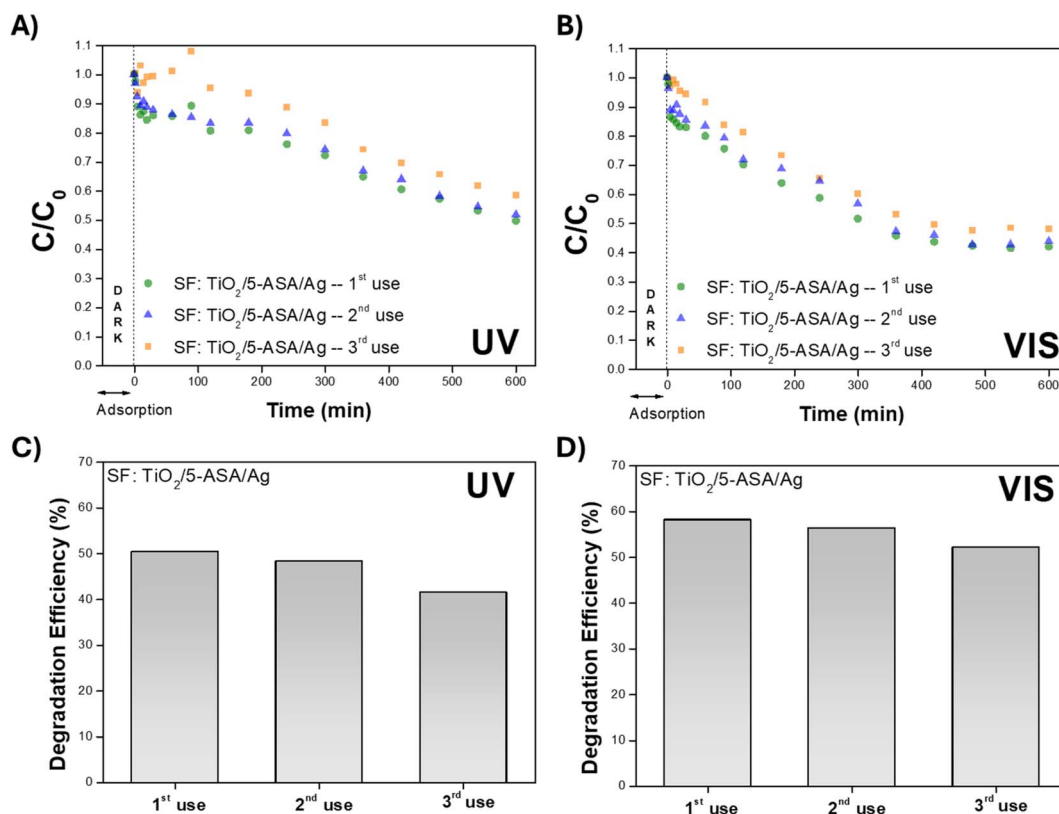 A)
1.1
1.0
0.9
0.8
0.7
0.6
0.5
0.4
0.3
0.2
0.1
0.0
C/C₀
DARK
SF: TiO₂/5-ASA/Ag -- 1ˢᵗ use
SF: TiO₂/5-ASA/Ag -- 2ⁿᵈ use
SF: TiO₂/5-ASA/Ag -- 3ʳᵈ use
UV
0 100 200 300 400 500 600
Adsorption
Time (min)
B)
1.1
1.0
0.9
0.8
0.7
0.6
0.5
0.4
0.3
0.2
0.1
0.0
C/C₀
DARK
SF: TiO₂/5-ASA/Ag -- 1ˢᵗ use
SF: TiO₂/5-ASA/Ag -- 2ⁿᵈ use
SF: TiO₂/5-ASA/Ag -- 3ʳᵈ use
VIS
0 100 200 300 400 500 600
Adsorption
Time (min)
C)
70
60
50
40
30
20
10
0
Degradation Efficiency (%)
SF: TiO₂/5-ASA/Ag
UV
1ˢᵗ use 2ⁿᵈ use 3ʳᵈ use
D)
70
60
50
40
30
20
10
0
Degradation Efficiency (%)
SF: TiO₂/5-ASA/Ag
VIS
1ˢᵗ use 2ⁿᵈ use 3ʳᵈ use